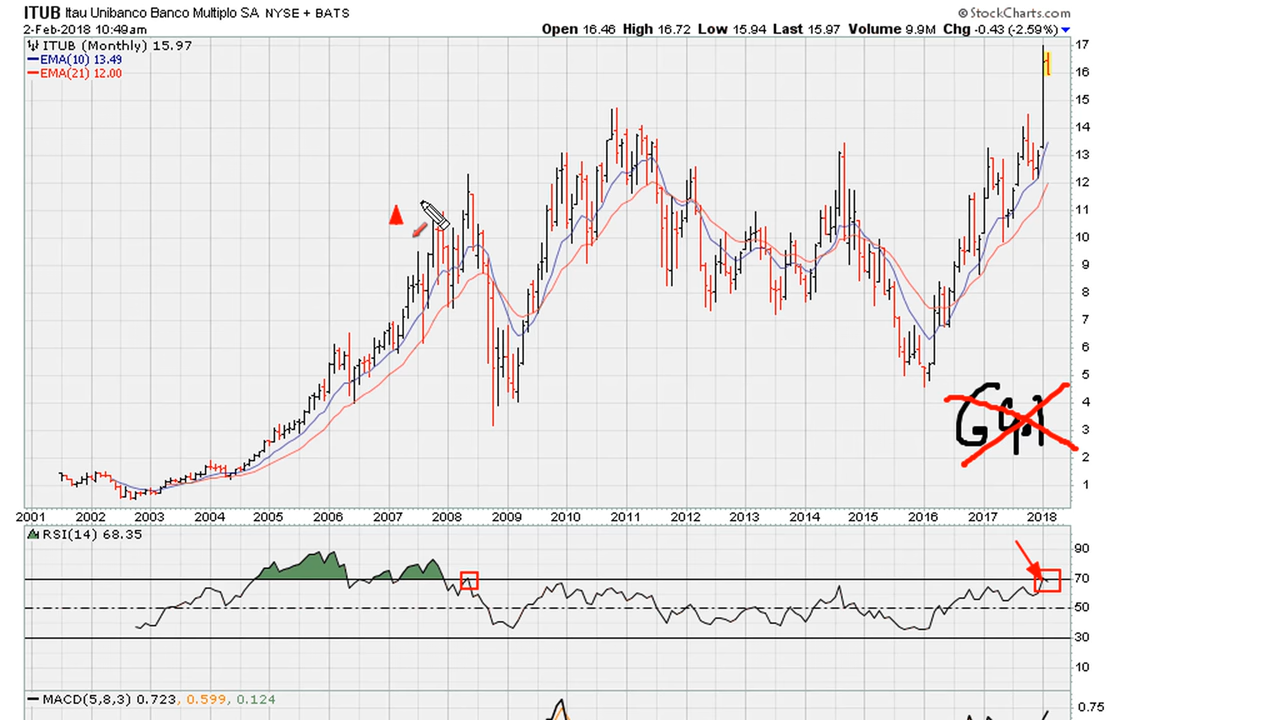 ITUB Itau Unibanco Banco Multiplo SA NYSE + BATS © StockCharts.com
2-Feb-2018 10:49am Open 16.46 High 16.72 Low 15.94 Last 15.97 Volume 9.9M Chg -0.43 (-2.59%)
ITUB (Monthly) 15.97
EMA(10) 13.49
EMA(21) 12.00
17
16
15
14
13
12
11
10
9
8
7
6
5
4
3
2
1
2001 2002 2003 2004 2005 2006 2007 2008 2009 2010 2011 2012 2013 2014 2015 2016 2017 2018
RSI(14) 68.35
90
70
50
30
10
MACD(5,8,3) 0.723, 0.599, 0.124
0.75